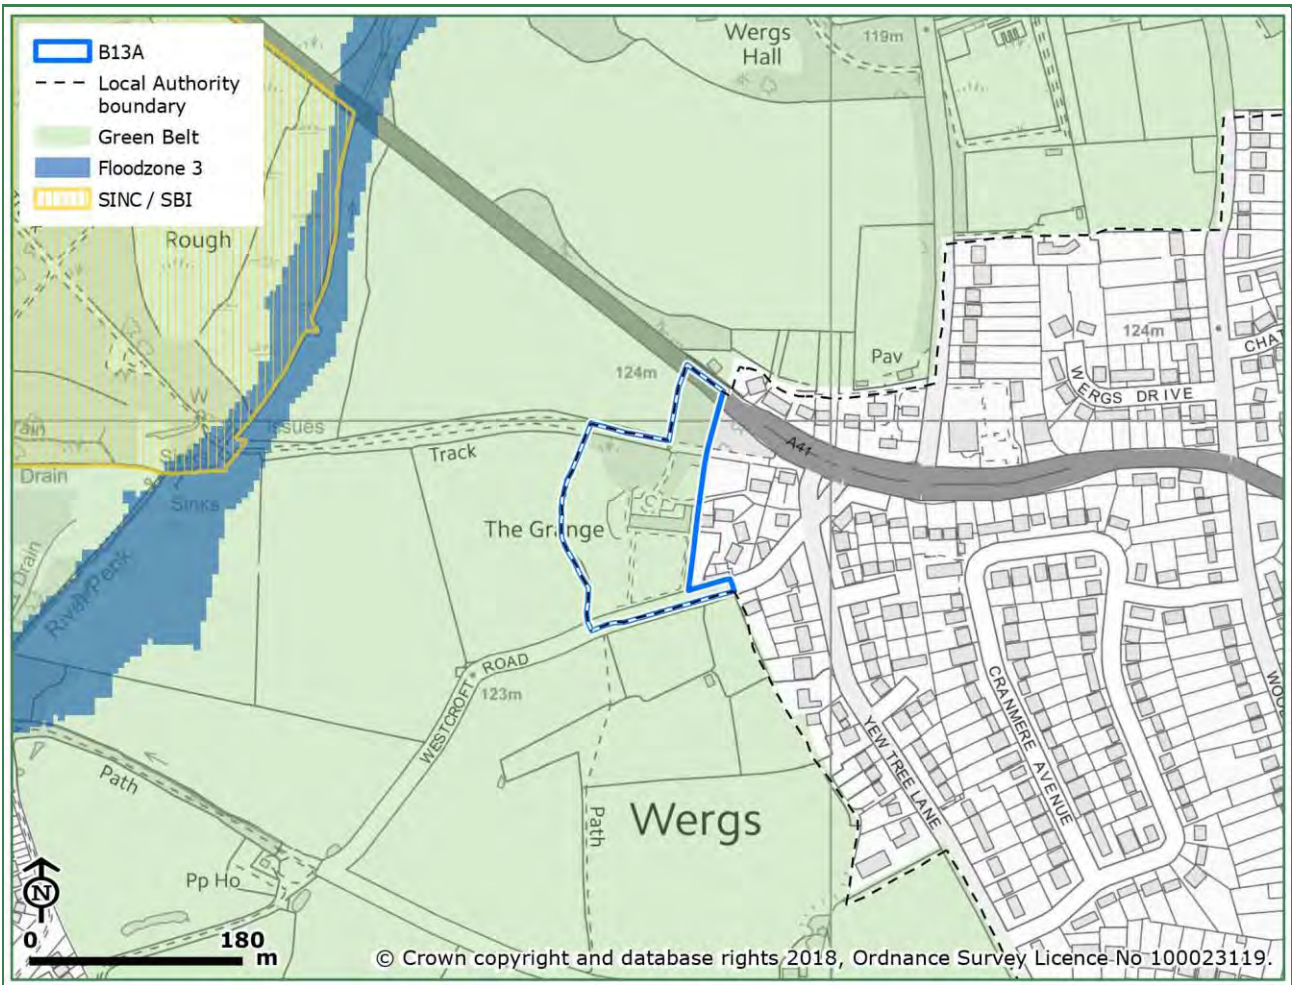 B13A
Local Authority
boundary
Green Belt
Floodzone 3
SINC / SBI
Wergs
Hall
119m
Rough
W
124m
Pav
124m
WERGS DRIVE
A41
Issues
Track
Drain
Sinks
The Grange
Drain
River Penk
WESTCROFT ROAD
123m
YEW TREE LANE
CRANMERE AVENUE
Path
Path
Wergs
Pp Ho
N
0 180
m
© Crown copyright and database rights 2018, Ordnance Survey Licence No 100023119.